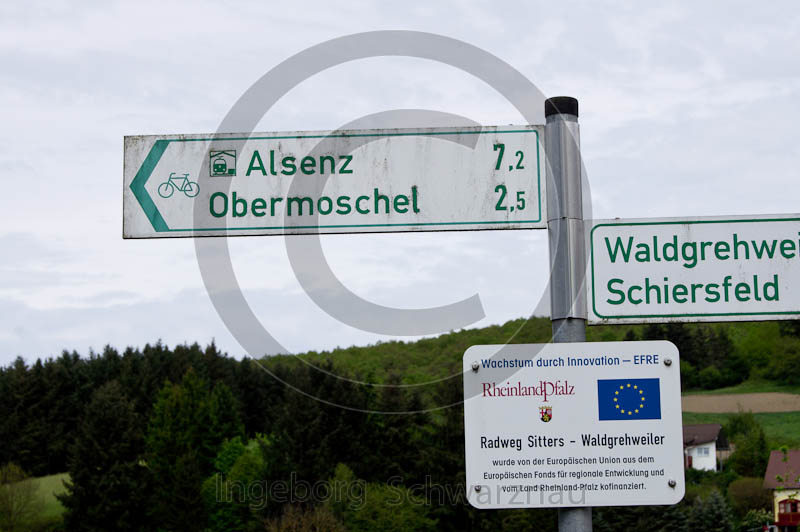 Alsenz 7,2
Obermoschel 2,5
Waldgrehwei
Schiersfeld
Wachstum durch Innovation – EFRE
RheinlandPfalz
Radweg Sitters - Waldgrehweiler
wurde von der Europäischen Union aus dem
Europäischen Fonds für regionale Entwicklung und
vom Land Rheinland-Pfalz kofinanziert.
©
Ingeborg Schwarznau